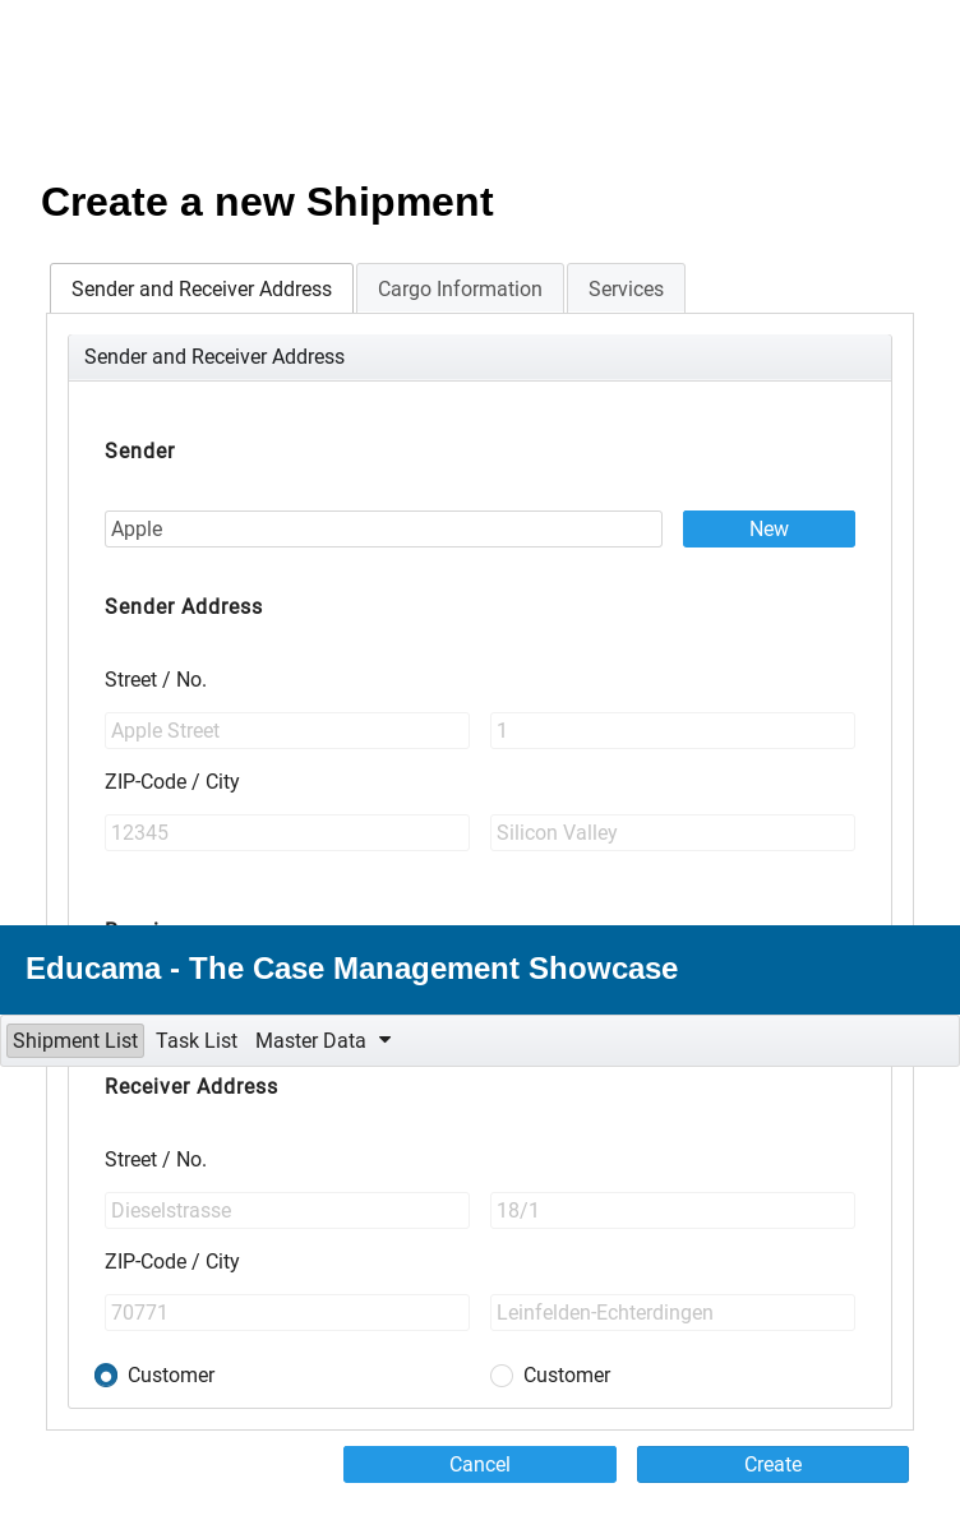 Create a new Shipment
Sender and Receiver Address Cargo Information Services
Sender and Receiver Address
Sender
Apple New
Sender Address
Street / No.
Apple Street 1
ZIP-Code / City
12345 Silicon Valley
Educama - The Case Management Showcase
Shipment List Task List Master Data
Receiver Address
Street / No.
Dieselstrasse 18/1
ZIP-Code / City
70771 Leinfelden-Echterdingen
Customer Customer
Cancel Create